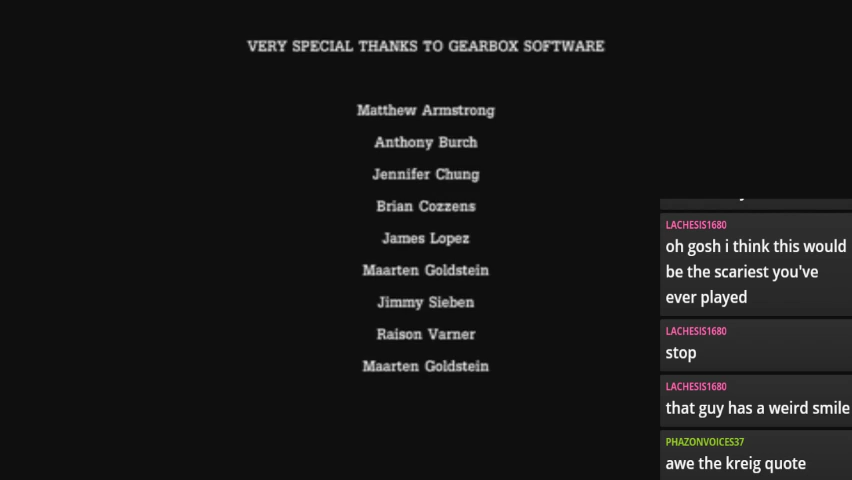 VERY SPECIAL THANKS TO GEARBOX SOFTWARE
Matthew Armstrong
Anthony Burch
Jennifer Chung
Brian Cozzens
James Lopez
Maarten Goldstein
Jimmy Sieben
Raison Varner
Maarten Goldstein
LACHESIS1680
oh gosh i think this would
be the scariest you've
ever played
LACHESIS1680
stop
LACHESIS1680
that guy has a weird smile
PHAZONVOICES37
awe the kreig quote